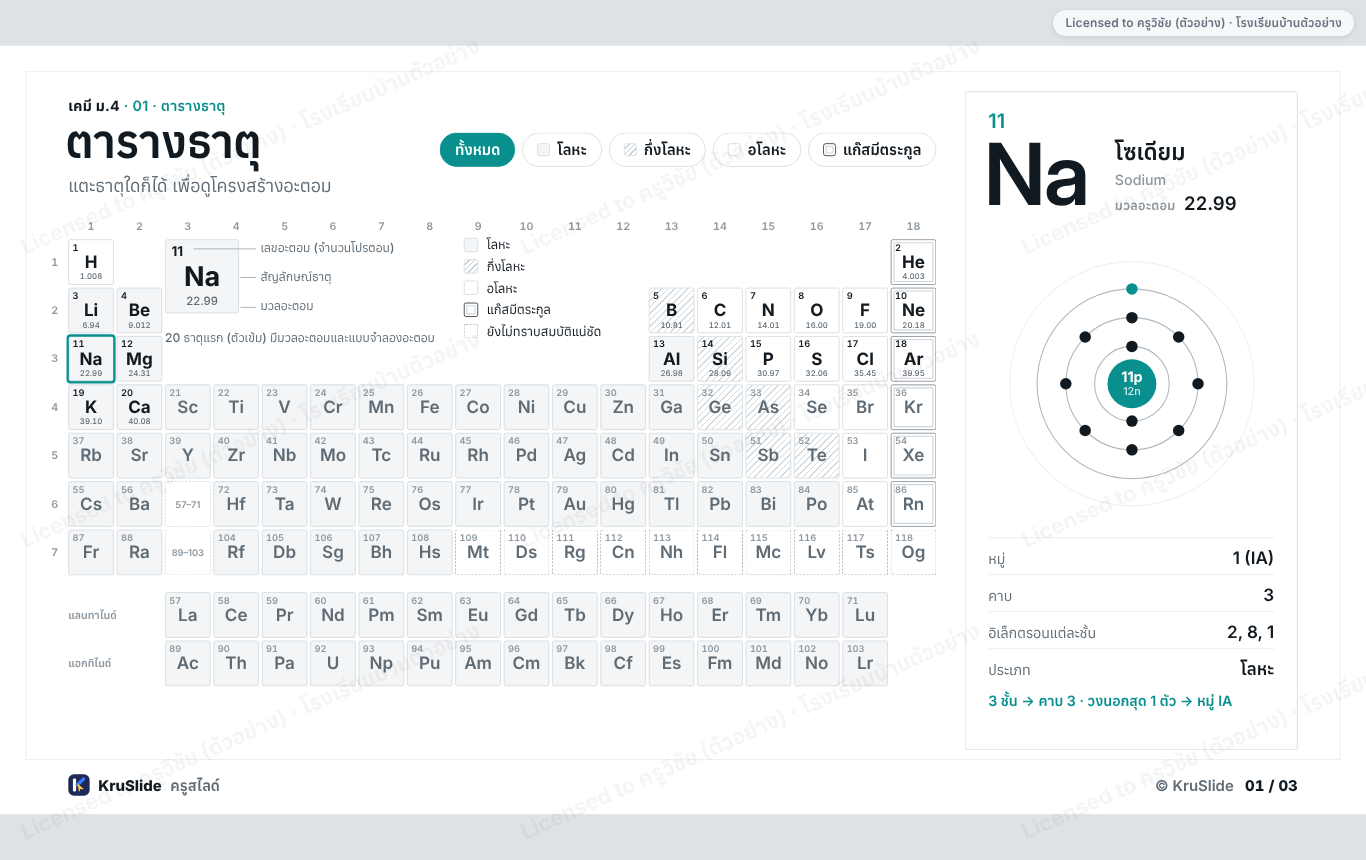 Licensed to ครูวิชัย (ตัวอย่าง) · โรงเรียนบ้านตัวอย่าง
เคมี ม.4 · 01 · ตารางธาตุ
ตารางธาตุ
แตะธาตุใดก็ได้ เพื่อดูโครงสร้างอะตอม
ทั้งหมด โลหะ กึ่งโลหะ อโลหะ แก๊สมีตระกูล
1 2 3 4 5 6 7 8 9 10 11 12 13 14 15 16 17 18
11 Na 22.99
เลขอะตอม (จำนวนโปรตอน)
สัญลักษณ์ธาตุ
มวลอะตอม
20 ธาตุแรก (ตัวเข้ม) มีมวลอะตอมและแบบจำลองอะตอม
โลหะ
กึ่งโลหะ
อโลหะ
แก๊สมีตระกูล
ยังไม่ทราบสมบัติแน่ชัด
1 1 H 1.008 2 He 4.003
2 3 Li 6.94 4 Be 9.012 5 B 10.81 6 C 12.01 7 N 14.01 8 O 16.00 9 F 19.00 10 Ne 20.18
3 11 Na 22.99 12 Mg 24.31 13 Al 26.98 14 Si 28.09 15 P 30.97 16 S 32.06 17 Cl 35.45 18 Ar 39.95
4 19 K 39.10 20 Ca 40.08 21 Sc 22 Ti 23 V 24 Cr 25 Mn 26 Fe 27 Co 28 Ni 29 Cu 30 Zn 31 Ga 32 Ge 33 As 34 Se 35 Br 36 Kr
5 37 Rb 38 Sr 39 Y 40 Zr 41 Nb 42 Mo 43 Tc 44 Ru 45 Rh 46 Pd 47 Ag 48 Cd 49 In 50 Sn 51 Sb 52 Te 53 I 54 Xe
6 55 Cs 56 Ba 57–71 72 Hf 73 Ta 74 W 75 Re 76 Os 77 Ir 78 Pt 79 Au 80 Hg 81 Tl 82 Pb 83 Bi 84 Po 85 At 86 Rn
7 87 Fr 88 Ra 89–103 104 Rf 105 Db 106 Sg 107 Bh 108 Hs 109 Mt 110 Ds 111 Rg 112 Cn 113 Nh 114 Fl 115 Mc 116 Lv 117 Ts 118 Og
แลนทาไนด์ 57 La 58 Ce 59 Pr 60 Nd 61 Pm 62 Sm 63 Eu 64 Gd 65 Tb 66 Dy 67 Ho 68 Er 69 Tm 70 Yb 71 Lu
แอกทิไนด์ 89 Ac 90 Th 91 Pa 92 U 93 Np 94 Pu 95 Am 96 Cm 97 Bk 98 Cf 99 Es 100 Fm 101 Md 102 No 103 Lr
11
Na
โซเดียม
Sodium
มวลอะตอม 22.99
11p
12n
หมู่ 1 (IA)
คาบ 3
อิเล็กตรอนแต่ละชั้น 2, 8, 1
ประเภท โลหะ
3 ชั้น → คาบ 3 · วงนอกสุด 1 ตัว → หมู่ IA
KruSlide ครูสไลด์
© KruSlide 01 / 03